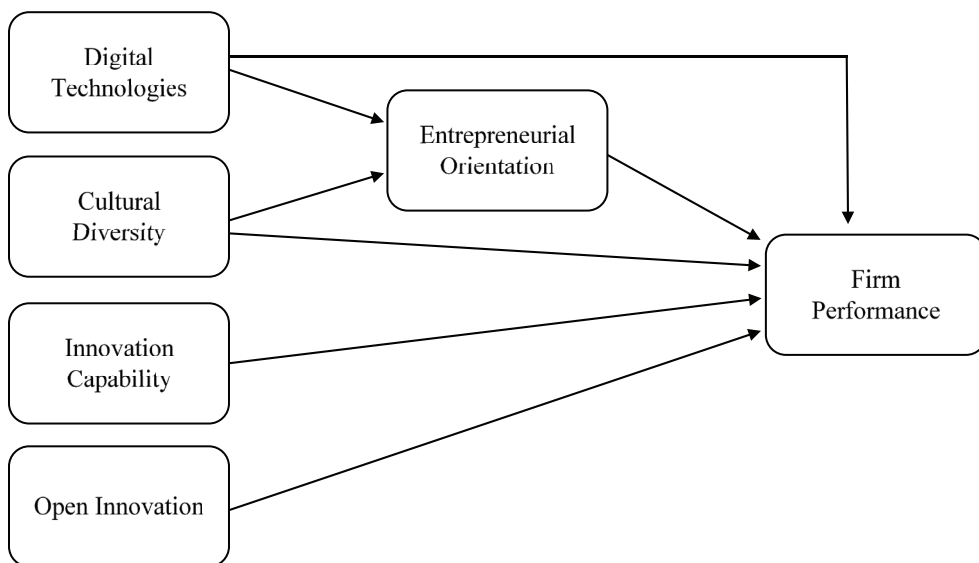 Digital
Technologies
Entrepreneurial
Orientation
Cultural
Diversity
Firm
Performance
Innovation
Capability
Open Innovation